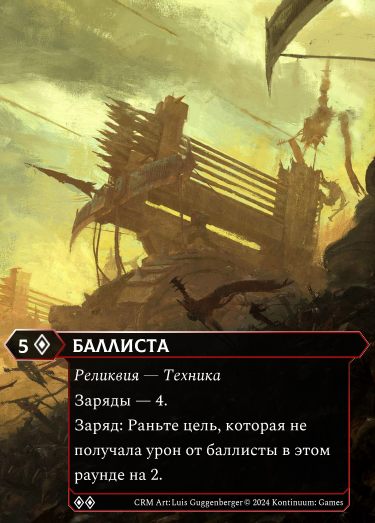 5 БАЛЛИСТА
Реликвия — Техника
Заряды — 4.
Заряд: Раньте цель, которая не
получала урон от баллисты в этом
раунде на 2.
CRM Art: Luis Guggenberger © 2024 Kontinuum: Games